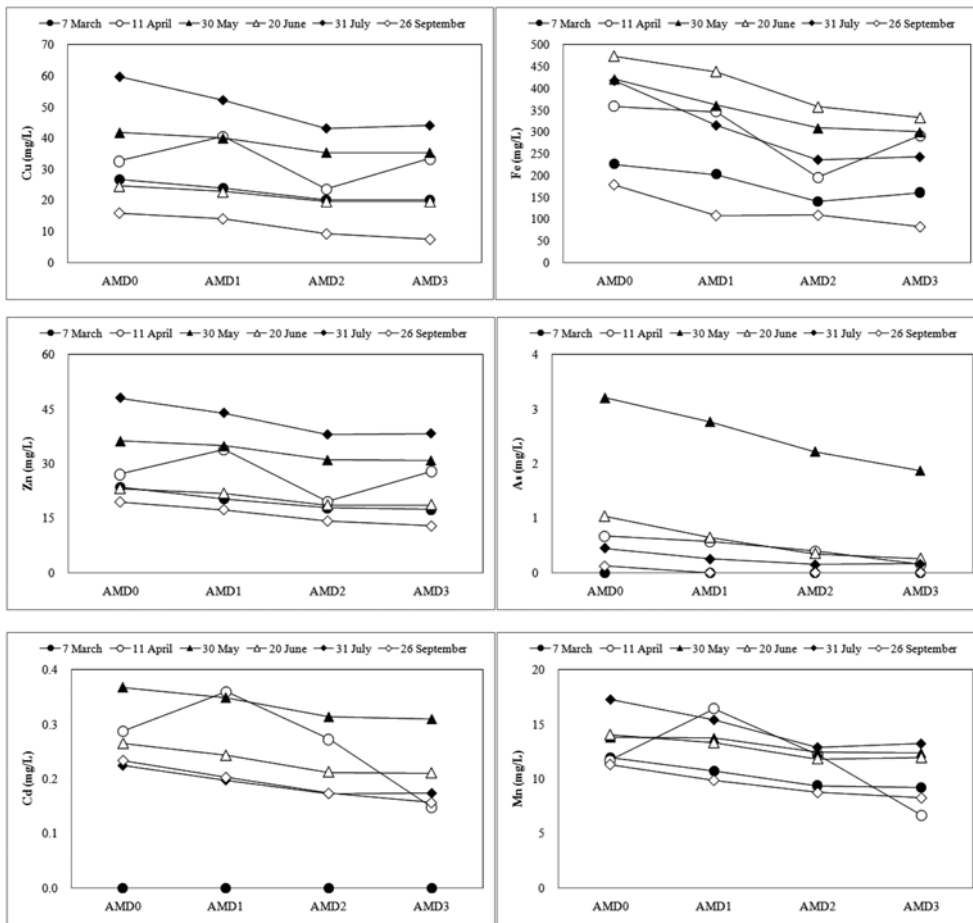 7 March 11 April 30 May 20 June 31 July 26 September
70
60
50
40
30
20
10
0
Cu (mg/L)
AMD0 AMD1 AMD2 AMD3
7 March 11 April 30 May 20 June 31 July 26 September
500
450
400
350
300
250
200
150
100
50
0
Fe (mg/L)
AMD0 AMD1 AMD2 AMD3
7 March 11 April 30 May 20 June 31 July 26 September
60
45
30
15
0
Zn (mg/L)
AMD0 AMD1 AMD2 AMD3
7 March 11 April 30 May 20 June 31 July 26 September
4
3
2
1
0
As (mg/L)
AMD0 AMD1 AMD2 AMD3
7 March 11 April 30 May 20 June 31 July 26 September
0.4
0.3
0.2
0.1
0.0
Cd (mg/L)
AMD0 AMD1 AMD2 AMD3
7 March 11 April 30 May 20 June 31 July 26 September
20
15
10
5
0
Mn (mg/L)
AMD0 AMD1 AMD2 AMD3